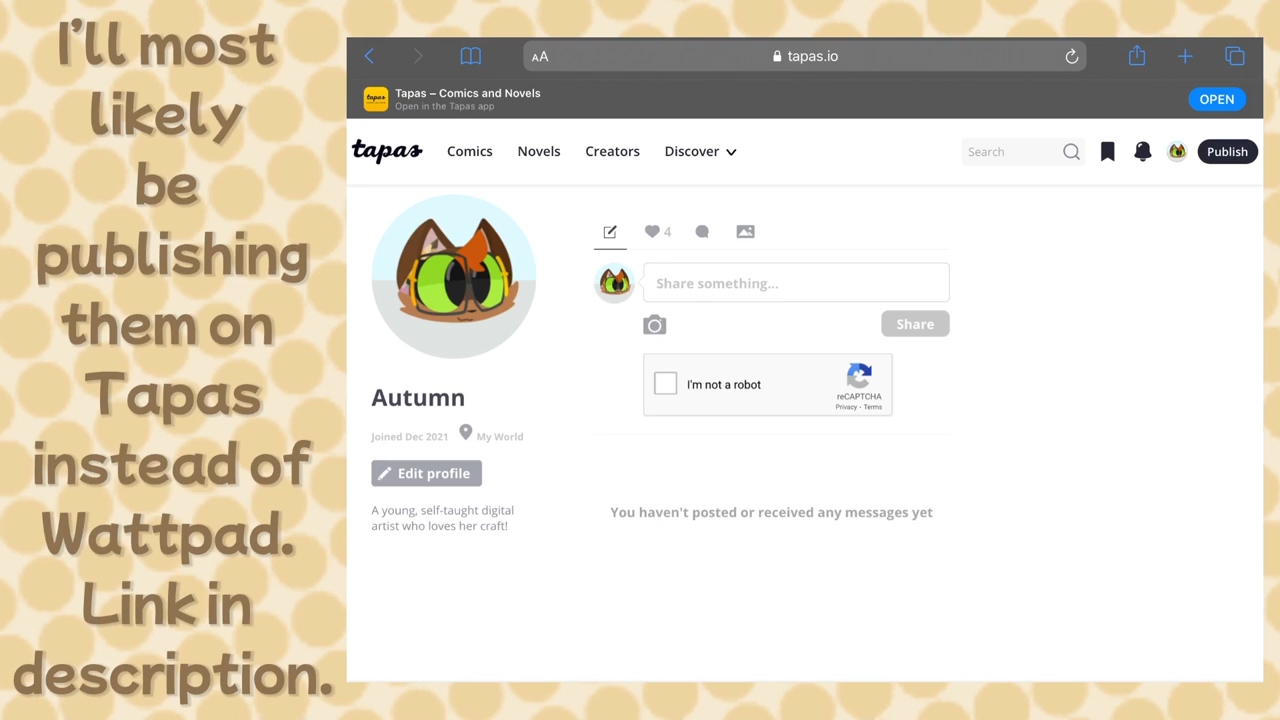 I'll most
likely
be
publishing
them on
Tapas
instead of
Wattpad.
Link in
description.
AA
tapas.io
tapas
Tapas – Comics and Novels
Open in the Tapas app
OPEN
tapas
Comics
Novels
Creators
Discover
Search
Publish
4
Share something...
Share
I'm not a robot
reCAPTCHA
Privacy - Terms
Autumn
Joined Dec 2021
My World
Edit profile
A young, self-taught digital
artist who loves her craft!
You haven't posted or received any messages yet